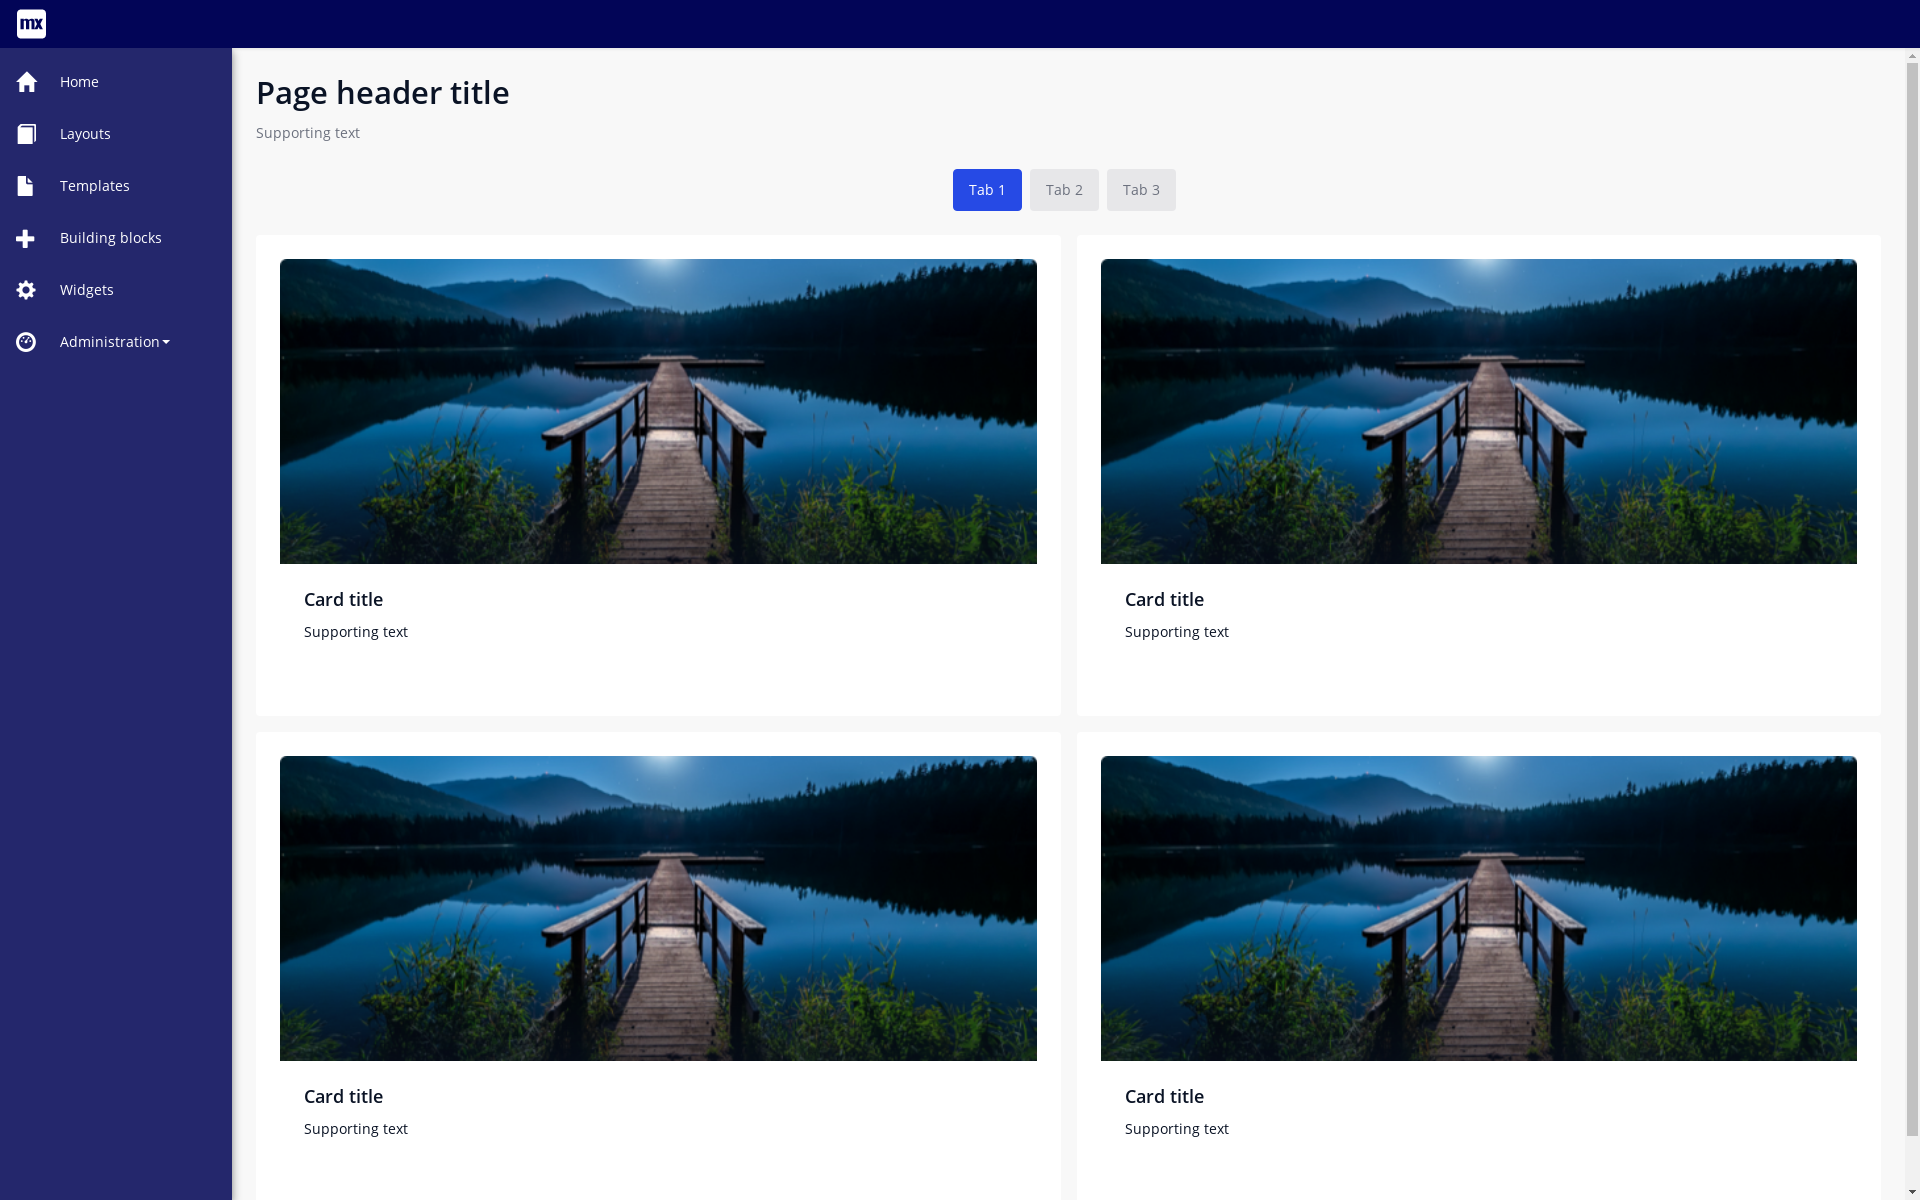 mx
Home
Layouts
Templates
Building blocks
Widgets
Administration
Page header title
Supporting text
Tab 1
Tab 2
Tab 3
Card title
Supporting text
Card title
Supporting text
Card title
Supporting text
Card title
Supporting text